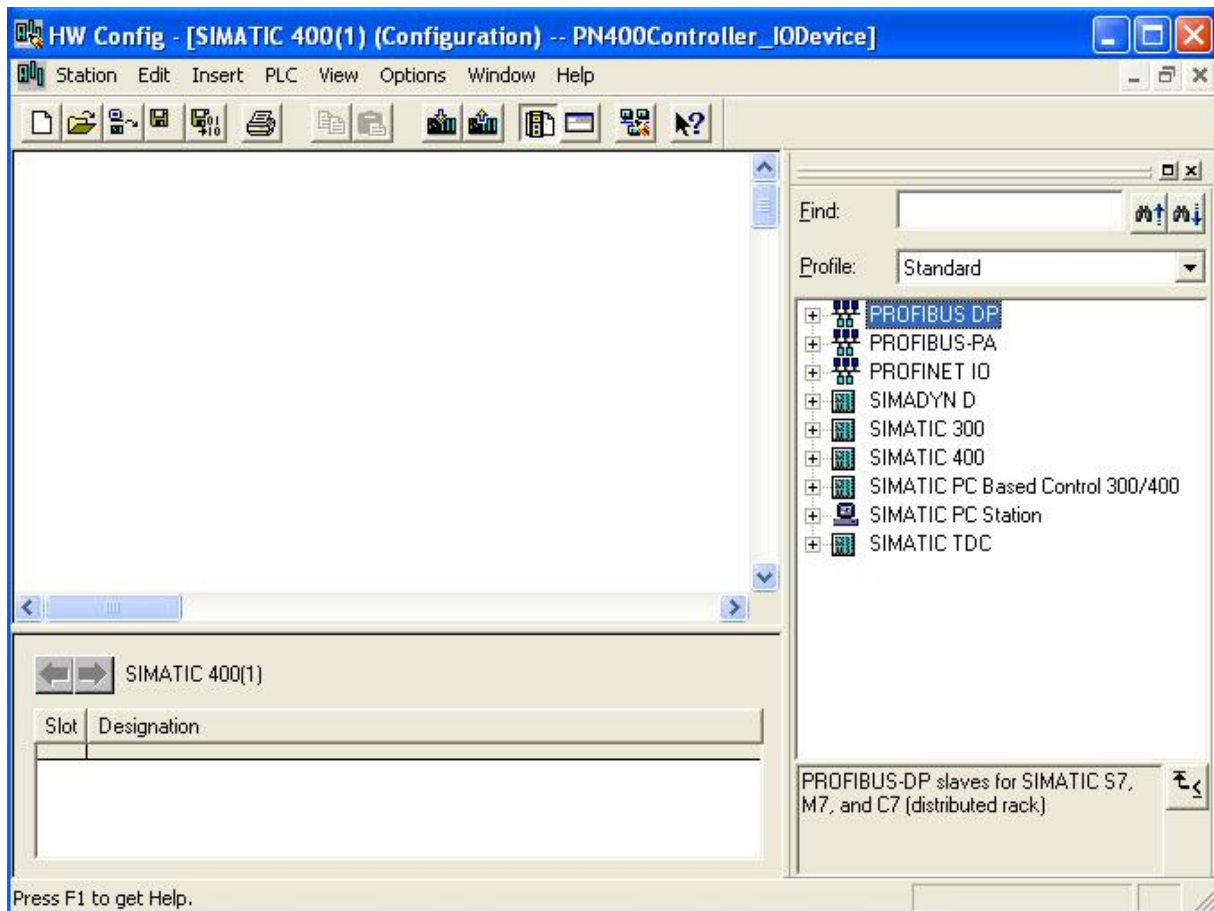 HW Config - [SIMATIC 400(1) (Configuration) -- PN400Controller_IODevice]
Station Edit Insert PLC View Options Window Help
Find:
Profile: Standard
PROFIBUS DP
PROFIBUS-PA
PROFINET IO
SIMADYN D
SIMATIC 300
SIMATIC 400
SIMATIC PC Based Control 300/400
SIMATIC PC Station
SIMATIC TDC
SIMATIC 400(1)
Slot Designation
PROFIBUS-DP slaves for SIMATIC S7,
M7, and C7 (distributed rack)
Press F1 to get Help.